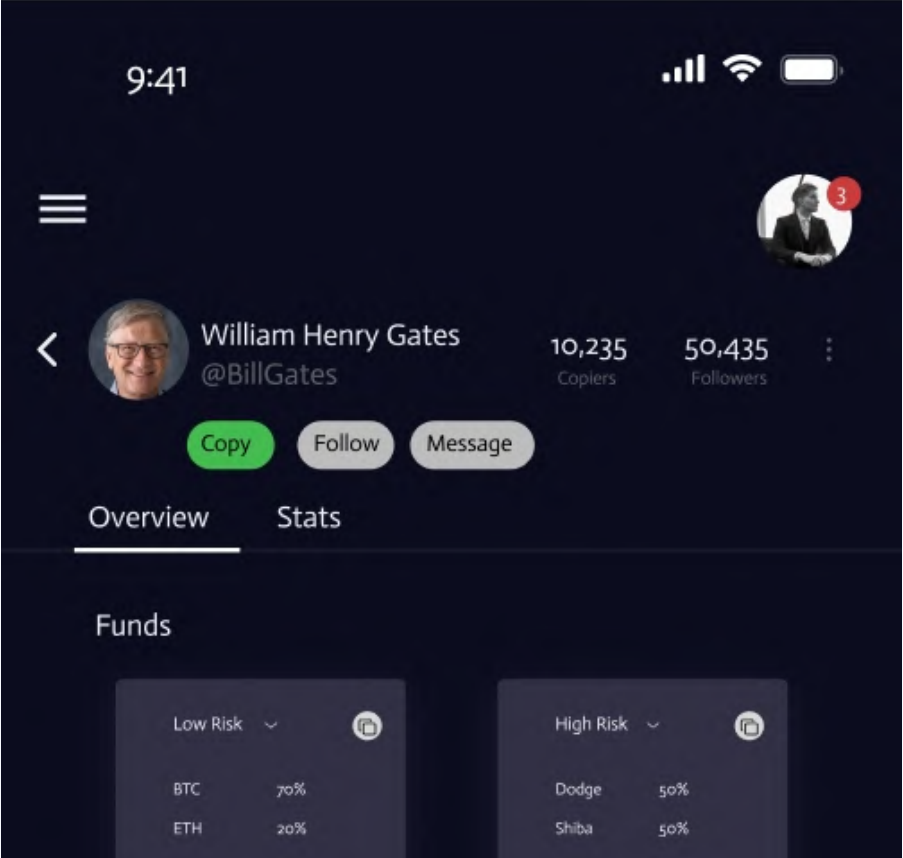 9:41
3
William Henry Gates
@BillGates
10,235
Copiers
50,435
Followers
Copy
Follow
Message
Overview
Stats
Funds
Low Risk
BTC 70%
ETH 20%
High Risk
Dodge 50%
Shiba 50%